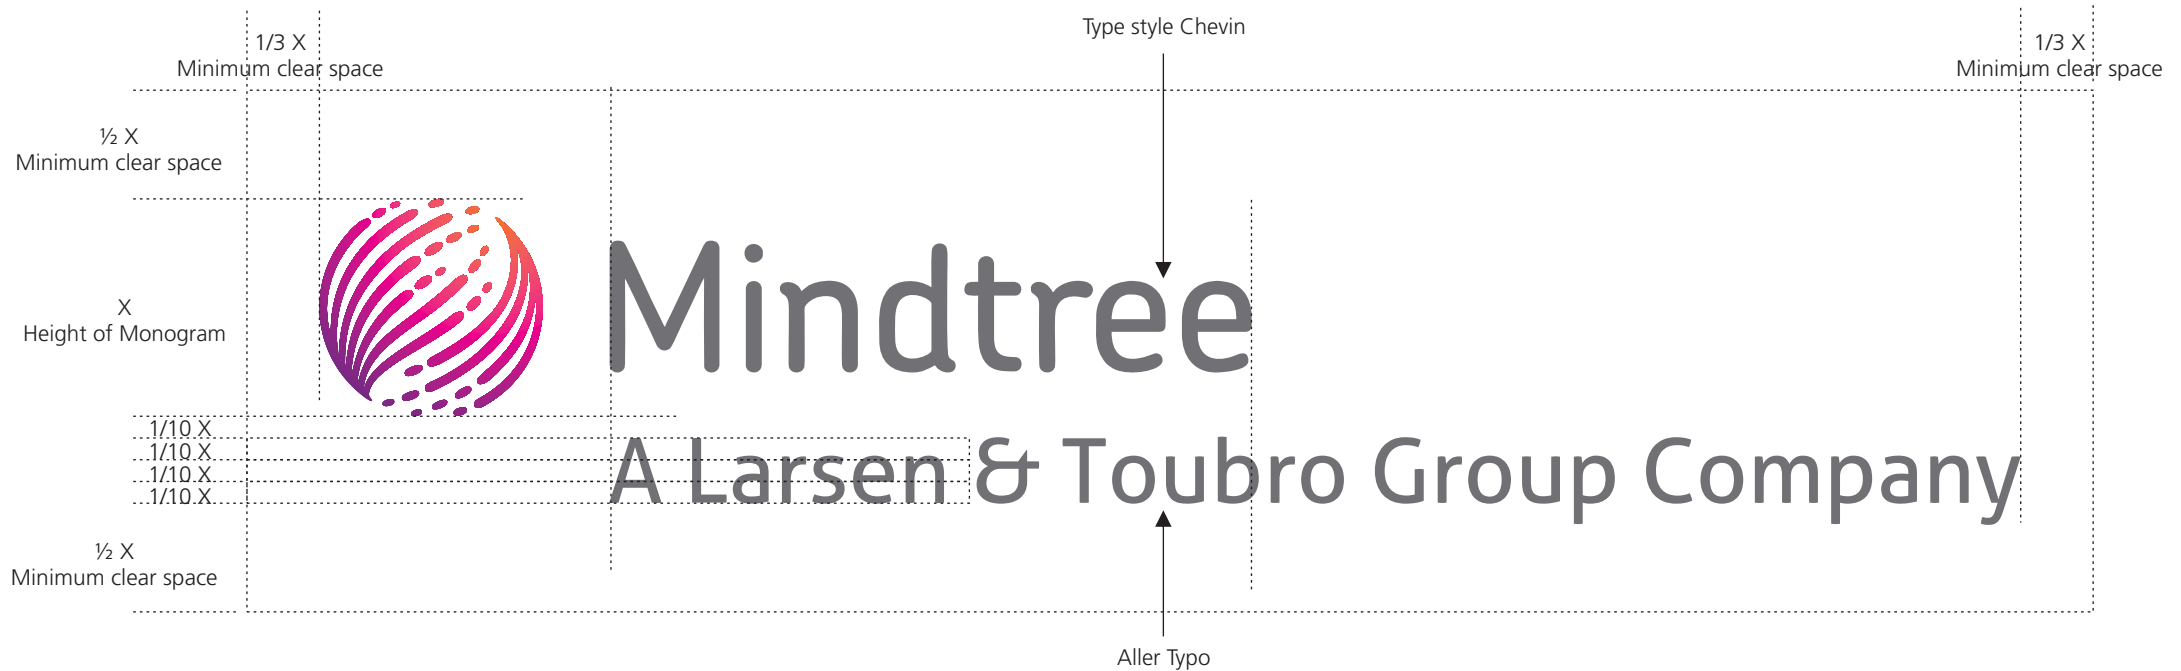 Type style Chevin
1/3 X
Minimum clear space
1/3 X
Minimum clear space
½ X
Minimum clear space
X
Height of Monogram
Mindtree
1/10 X
1/10 X
1/10 X
1/10 X
A Larsen & Toubro Group Company
½ X
Minimum clear space
Aller Typo